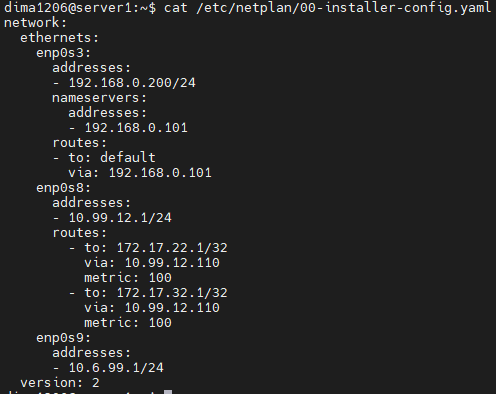 dima1206@server1:~$ cat /etc/netplan/00-installer-config.yaml
network:
  ethernets:
    enp0s3:
      addresses:
      - 192.168.0.200/24
      nameservers:
        addresses:
        - 192.168.0.101
      routes:
      - to: default
        via: 192.168.0.101
    enp0s8:
      addresses:
      - 10.99.12.1/24
      routes:
        - to: 172.17.22.1/32
          via: 10.99.12.110
          metric: 100
        - to: 172.17.32.1/32
          via: 10.99.12.110
          metric: 100
    enp0s9:
      addresses:
      - 10.6.99.1/24
  version: 2